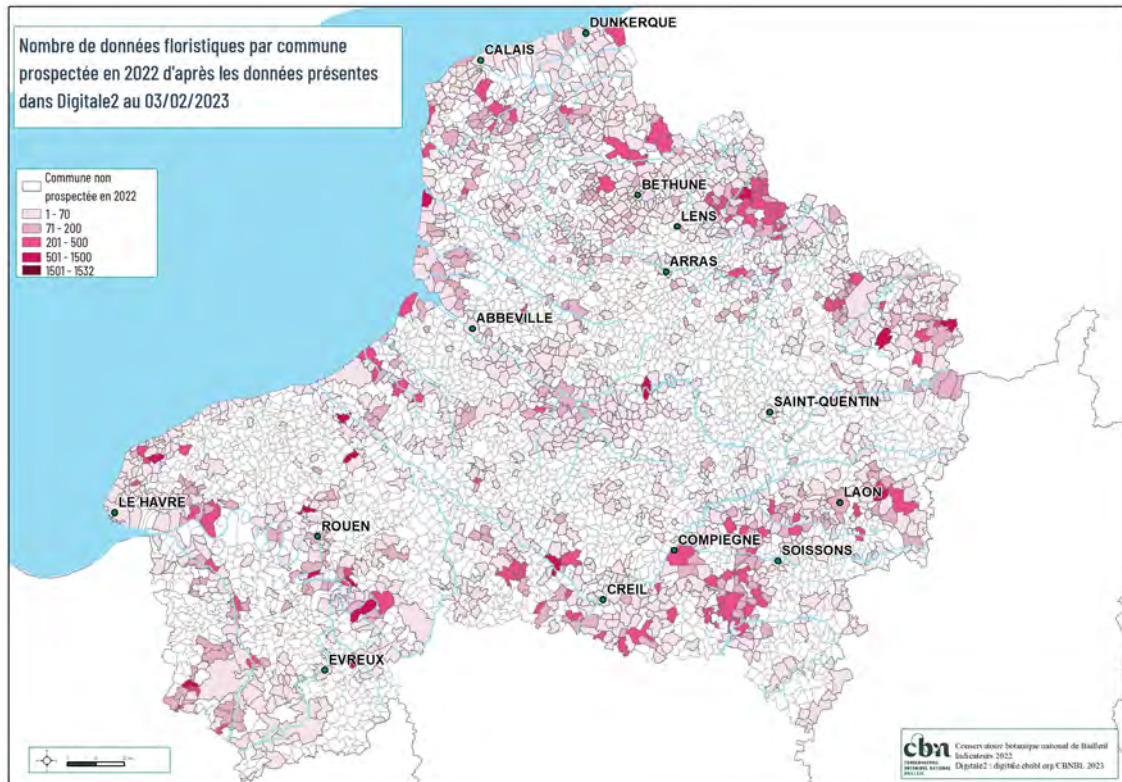 Nombre de données floristiques par commune
prospectée en 2022 d'après les données présentes
dans Digitale2 au 03/02/2023
Commune non
prospectée en 2022
1 - 70
71 - 200
201 - 500
501 - 1500
1501 - 1532
DUNKERQUE
CALAIS
BETHUNE
LENS
ARRAS
ABBEVILLE
SAINT-QUENTIN
LAON
LE HAVRE
ROUEN
COMPIEGNE
SOISSONS
CREIL
EVREUX
cbn
CONSERVATOIRE
BOTANIQUE NATIONAL
Conservatoire botanique national de Bailleul
Indicateurs 2022
Digitale2 : digitale.cbnbl.org/CBNBL 2023